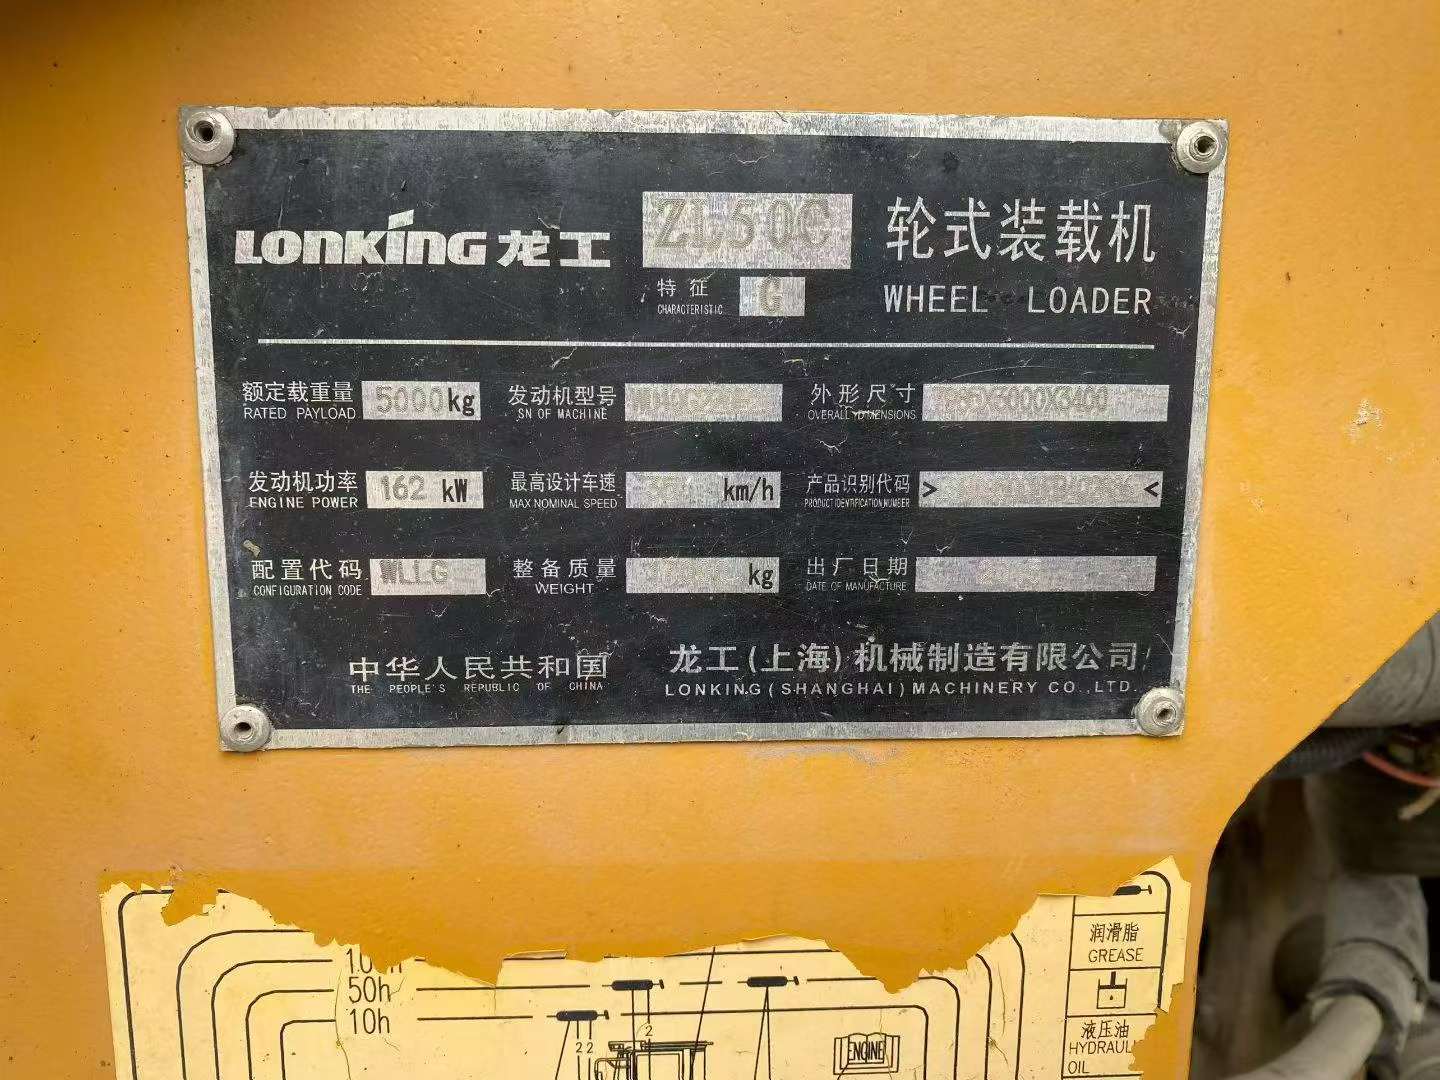 LONKING 龙工 ZL50C 轮式装载机
特征 CHARACTERISTIC G WHEEL LOADER
额定载重量 5000kg 发动机型号 外形尺寸
RATED PAYLOAD SN OF MACHINE OVERALL DIMENSIONS
发动机功率 162 kW 最高设计车速 km/h 产品识别代码 > <
ENGINE POWER MAX NOMINAL SPEED PRODUCT IDENTIFICATION NUMBER
配置代码 WLLG 整备质量 kg 出厂日期
CONFIGURATION CODE WEIGHT DATE OF MANUFACTURE
中华人民共和国 龙工(上海)机械制造有限公司
THE PEOPLE'S REPUBLIC OF CHINA LONKING(SHANGHAI)MACHINERY CO.,LTD.
50h
10h
2
2 2
ENGINE
润滑脂
GREASE
液压油
OIL